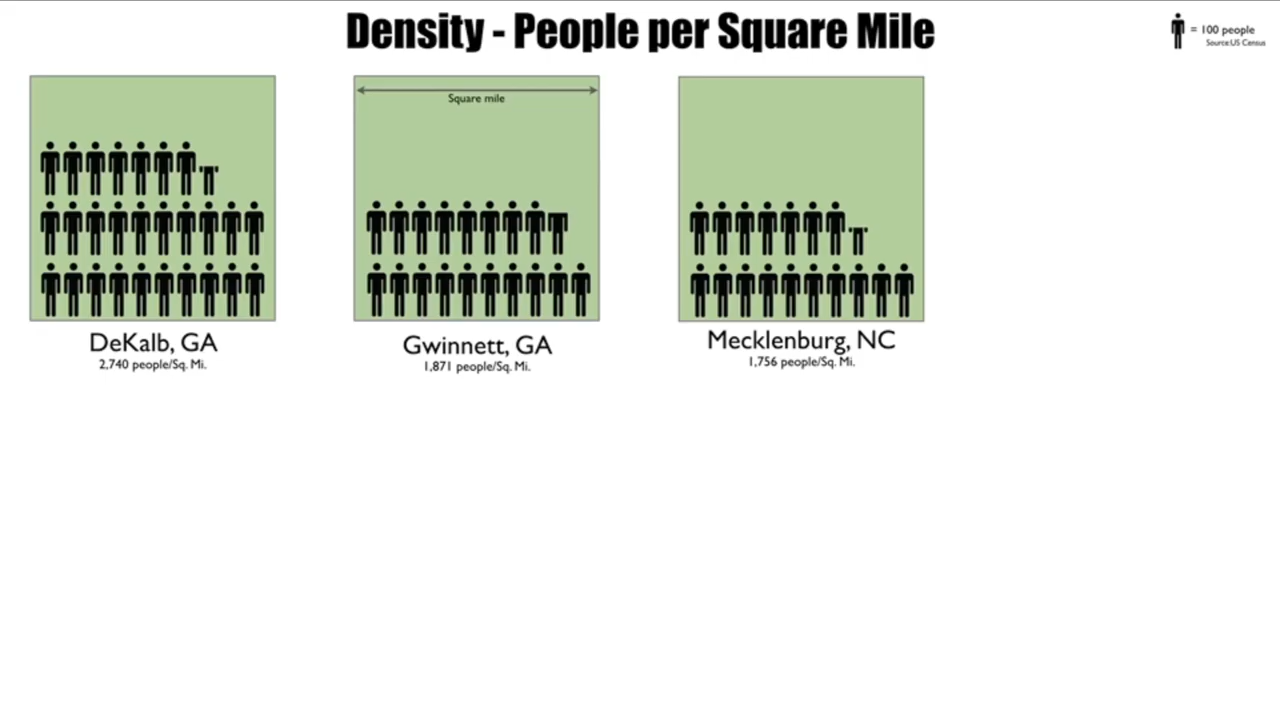 Density - People per Square Mile
= 100 people
Source:US Census
Square mile
DeKalb, GA
2,740 people/Sq. Mi.
Gwinnett, GA
1,871 people/Sq. Mi.
Mecklenburg, NC
1,756 people/Sq. Mi.